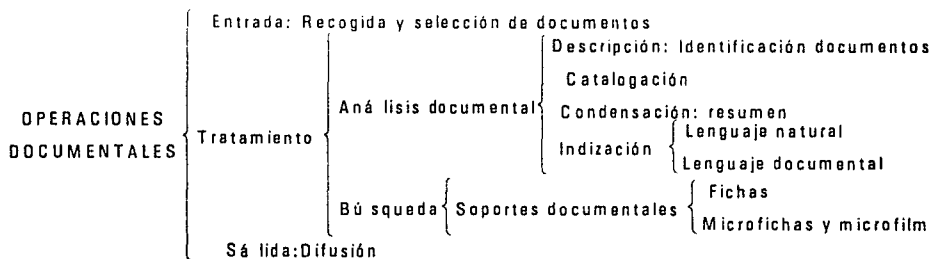 Entrada: Recogida y selección de documentos
Descripción: Identificación documentos
Catalogación
Análisis documental
Condensación: resumen
OPERACIONES
DOCUMENTALES
Tratamiento
Indización
Lenguaje natural
Lenguaje documental
Búsqueda
Soportes documentales
Fichas
Microfichas y microfilm
Sálida:Difusión